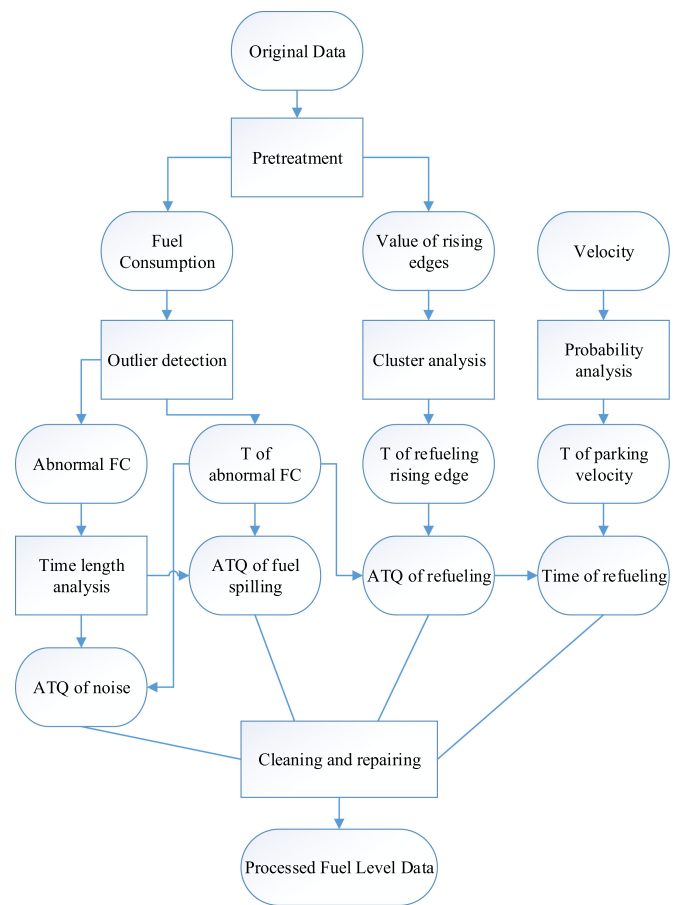 Original Data
Pretreatment
Fuel
Consumption
Value of rising
edges
Velocity
Outlier detection
Cluster analysis
Probability
analysis
Abnormal FC
T of
abnormal FC
T of refueling
rising edge
T of parking
velocity
Time length
analysis
ATQ of fuel
spilling
ATQ of refueling
Time of refueling
ATQ of noise
Cleaning and repairing
Processed Fuel Level Data